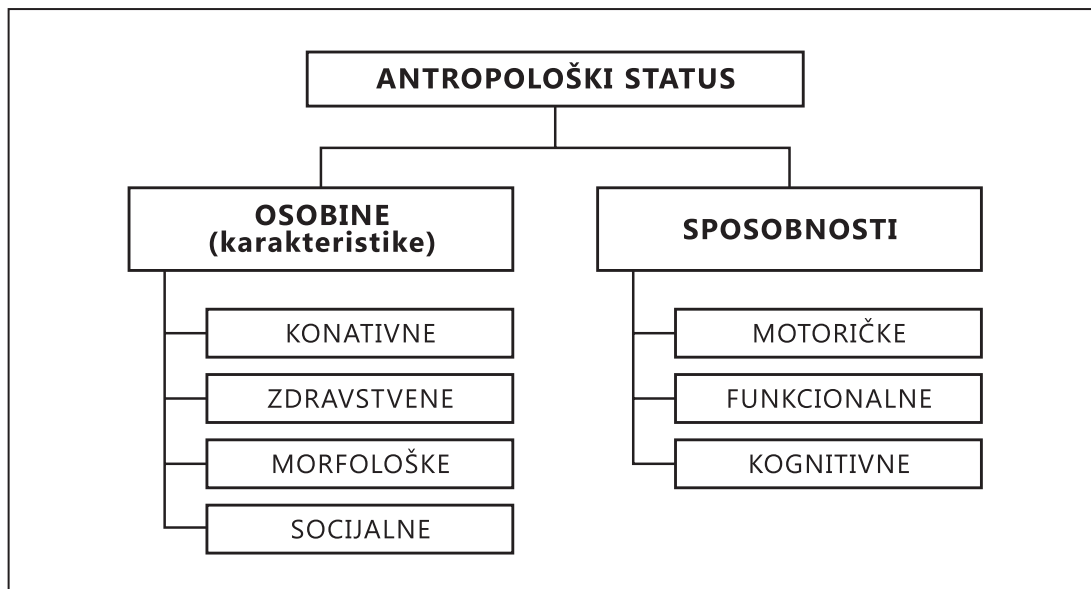 ANTROPOLOŠKI STATUS
OSOBINE
(karakteristike)
KONATIVNE
ZDRAVSTVENE
MORFOLOŠKE
SOCIJALNE
SPOSOBNOSTI
MOTORIČKE
FUNKCIONALNE
KOGNITIVNE